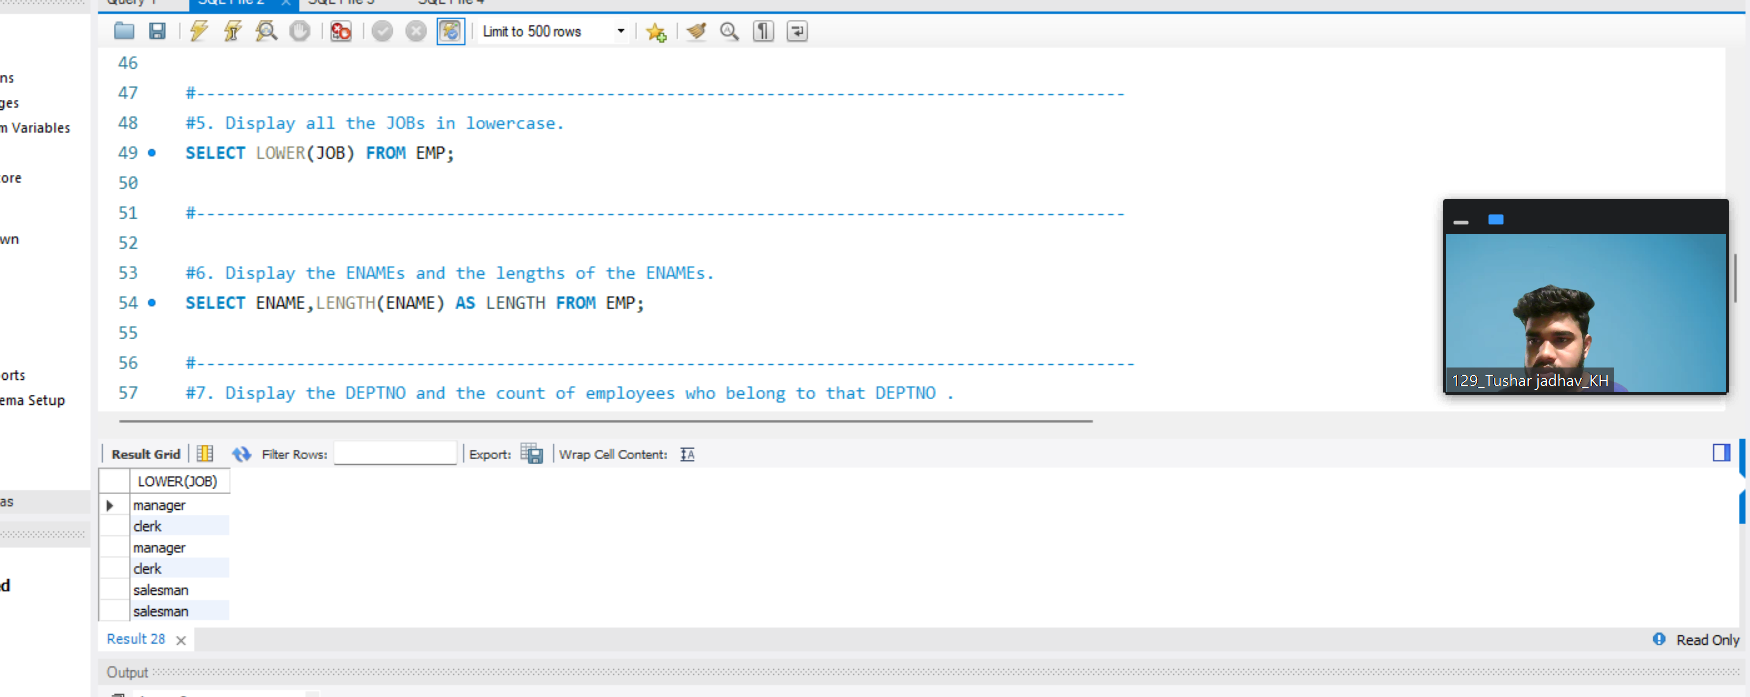 Query 1
SQL File 2
SQL File 3
SQL File 4
Limit to 500 rows
ns
ges
m Variables
ore
wn
orts
ema Setup
as
d
46
47 #---------------------------------------------------------------------------------------------
48 #5. Display all the JOBs in lowercase.
49 SELECT LOWER(JOB) FROM EMP;
50
51 #---------------------------------------------------------------------------------------------
52
53 #6. Display the ENAMEs and the lengths of the ENAMEs.
54 SELECT ENAME,LENGTH(ENAME) AS LENGTH FROM EMP;
55
56 #----------------------------------------------------------------------------------------------
57 #7. Display the DEPTNO and the count of employees who belong to that DEPTNO .
129_Tushar jadhav_KH
Result Grid Filter Rows: Export: Wrap Cell Content:
LOWER(JOB)
manager
clerk
manager
clerk
salesman
salesman
Result 28
Read Only
Output